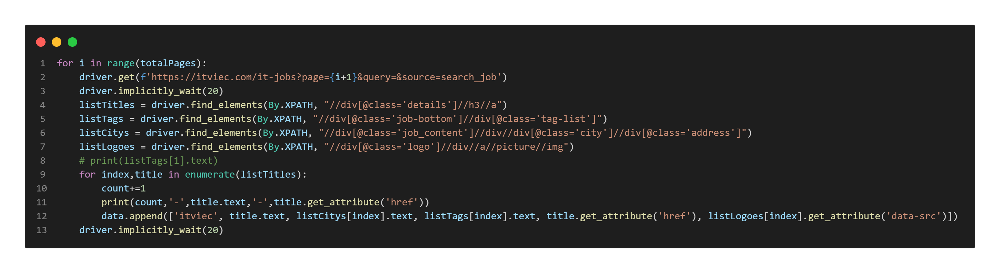 1 for i in range(totalPages):
2     driver.get(f'https://itviec.com/it-jobs?page={i+1}&query=&source=search_job')
3     driver.implicitly_wait(20)
4     listTitles = driver.find_elements(By.XPATH, "//div[@class='details']//h3//a")
5     listTags = driver.find_elements(By.XPATH, "//div[@class='job-bottom']//div[@class='tag-list']")
6     listCitys = driver.find_elements(By.XPATH, "//div[@class='job_content']//div//div[@class='city']//div[@class='address']")
7     listLogoes = driver.find_elements(By.XPATH, "//div[@class='logo']//div//a//picture//img")
8     # print(listTags[1].text)
9     for index,title in enumerate(listTitles):
10         count+=1
11         print(count,'-',title.text,'-',title.get_attribute('href'))
12         data.append(['itviec', title.text, listCitys[index].text, listTags[index].text, title.get_attribute('href'), listLogoes[index].get_attribute('data-src')])
13     driver.implicitly_wait(20)